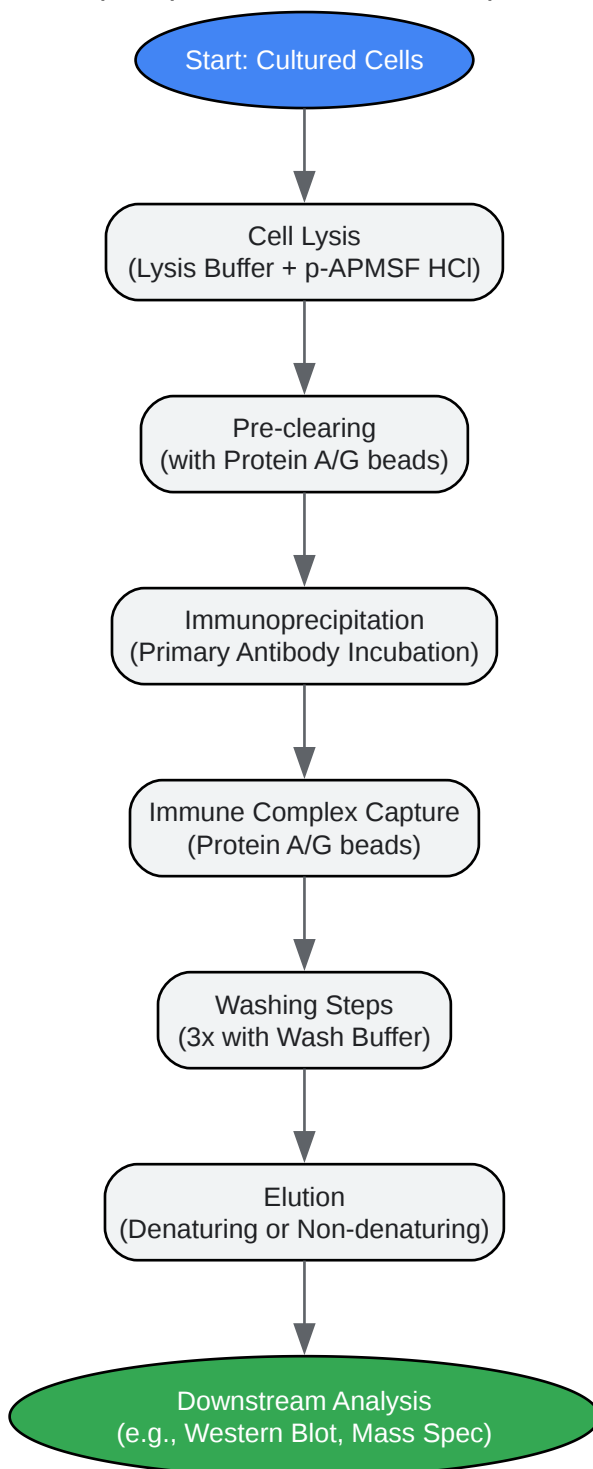 Start: Cultured Cells
Cell Lysis
(Lysis Buffer + p-APMSF HCl)
Pre-clearing
(with Protein A/G beads)
Immunoprecipitation
(Primary Antibody Incubation)
Immune Complex Capture
(Protein A/G beads)
Washing Steps
(3x with Wash Buffer)
Elution
(Denaturing or Non-denaturing)
Downstream Analysis
(e.g., Western Blot, Mass Spec)